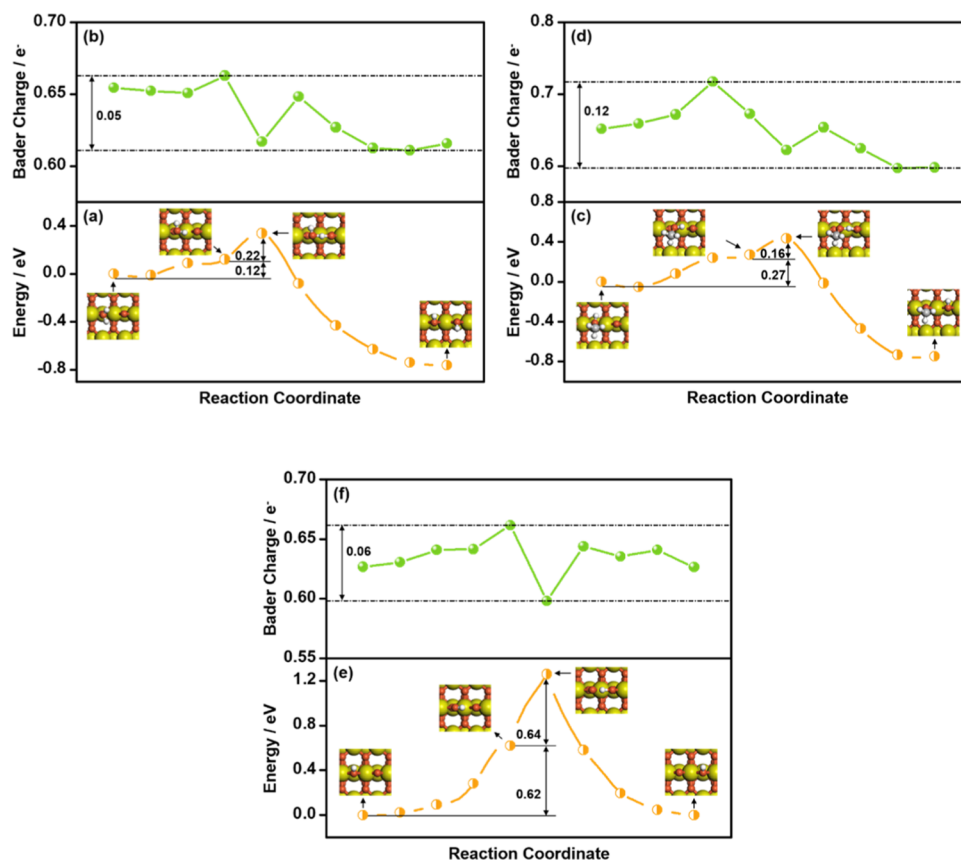 (b)
Bader Charge / e⁻
0.70
0.65
0.60
0.05
(a)
Energy / eV
0.4
0.0
-0.4
-0.8
0.22
0.12
Reaction Coordinate
(d)
Bader Charge / e⁻
0.8
0.7
0.6
0.12
(c)
Energy / eV
0.8
0.4
0.0
-0.4
-0.8
0.16
0.27
Reaction Coordinate
(f)
Bader Charge / e⁻
0.70
0.65
0.60
0.55
0.06
(e)
Energy / eV
1.2
0.8
0.4
0.0
0.64
0.62
Reaction Coordinate